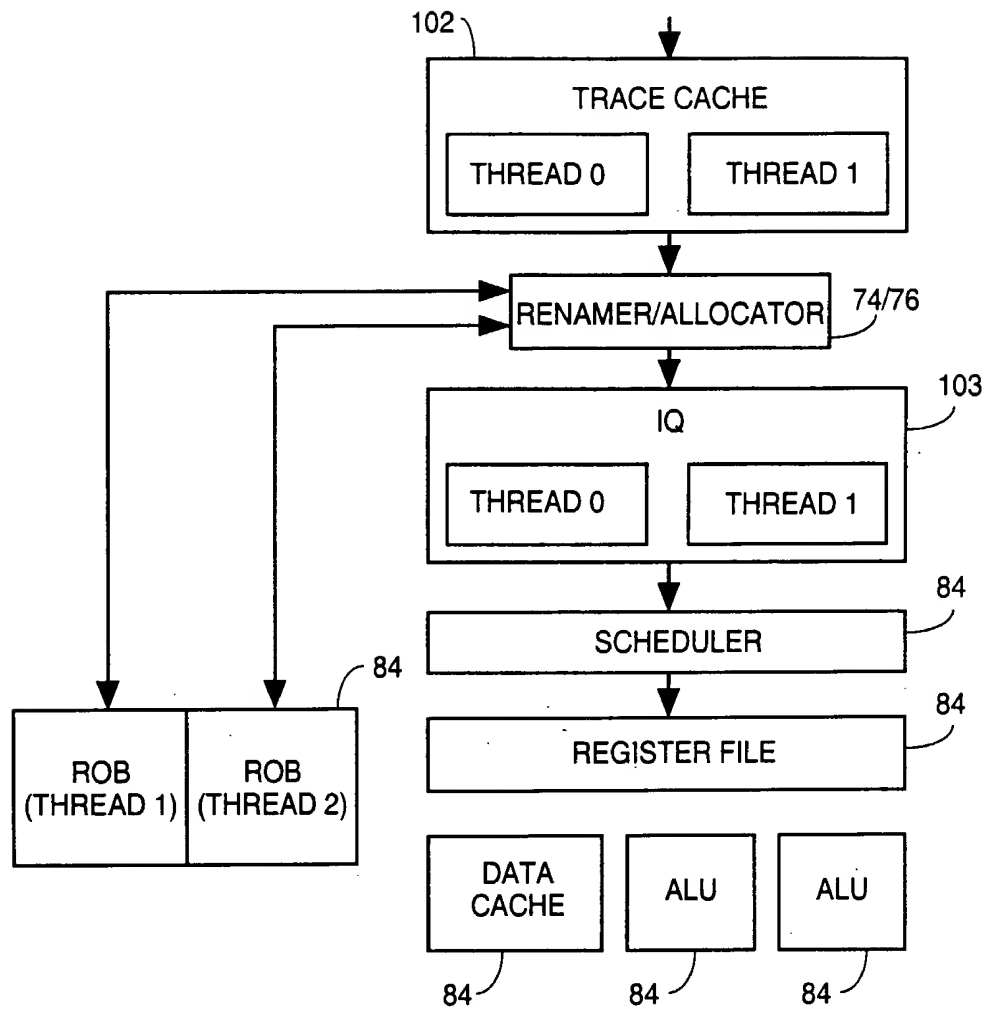 102
TRACE CACHE
THREAD 0
THREAD 1
RENAMER/ALLOCATOR
74/76
103
IQ
THREAD 0
THREAD 1
84
SCHEDULER
84
84
REGISTER FILE
ROB
(THREAD 1)
ROB
(THREAD 2)
DATA
CACHE
ALU
ALU
84
84
84